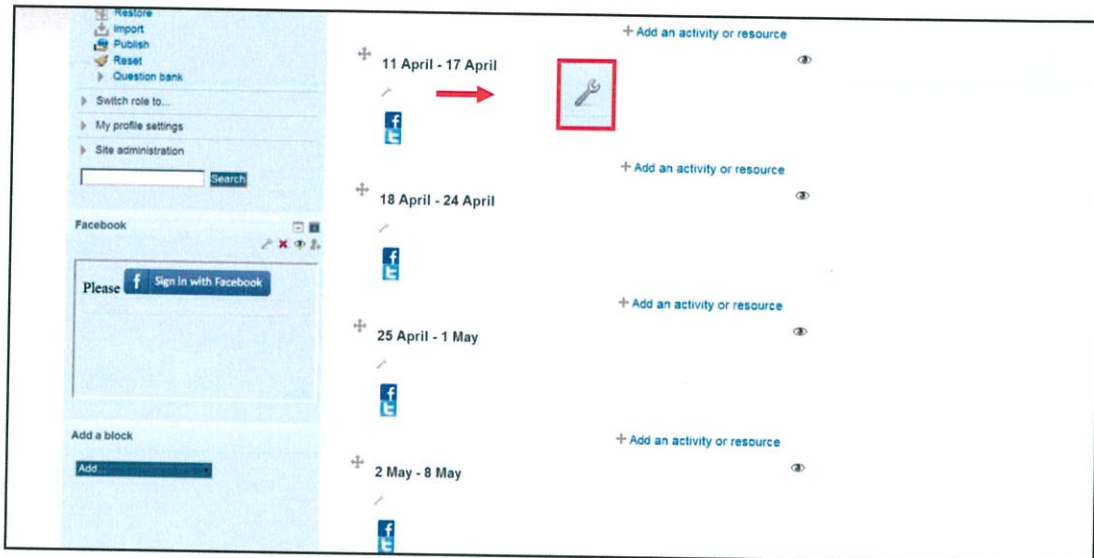 Restore
Import
Publish
Reset
Question bank
Switch role to...
My profile settings
Site administration
Search
Facebook
Please f Sign in with Facebook
Add a block
Add...
Add an activity or resource
11 April - 17 April
f
t
Add an activity or resource
18 April - 24 April
f
t
Add an activity or resource
25 April - 1 May
f
t
Add an activity or resource
2 May - 8 May
f
t